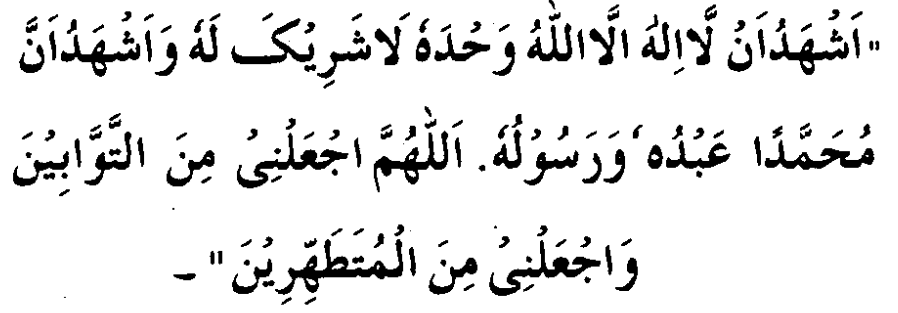 "اَشْهَدُاَنْ لَّااِلٰهَ اِلَّااللّٰهُ وَحْدَهٗ لَاشَرِيْکَ لَهٗ وَاَشْهَدُاَنَّ
مُحَمَّدًا عَبْدُهٗ وَرَسُوْلُهٗ. اَللّٰهُمَّ اجْعَلْنِیْ مِنَ التَّوَّابِيْنَ
وَاجْعَلْنِیْ مِنَ الْمُتَطَهِّرِيْنَ" ـ